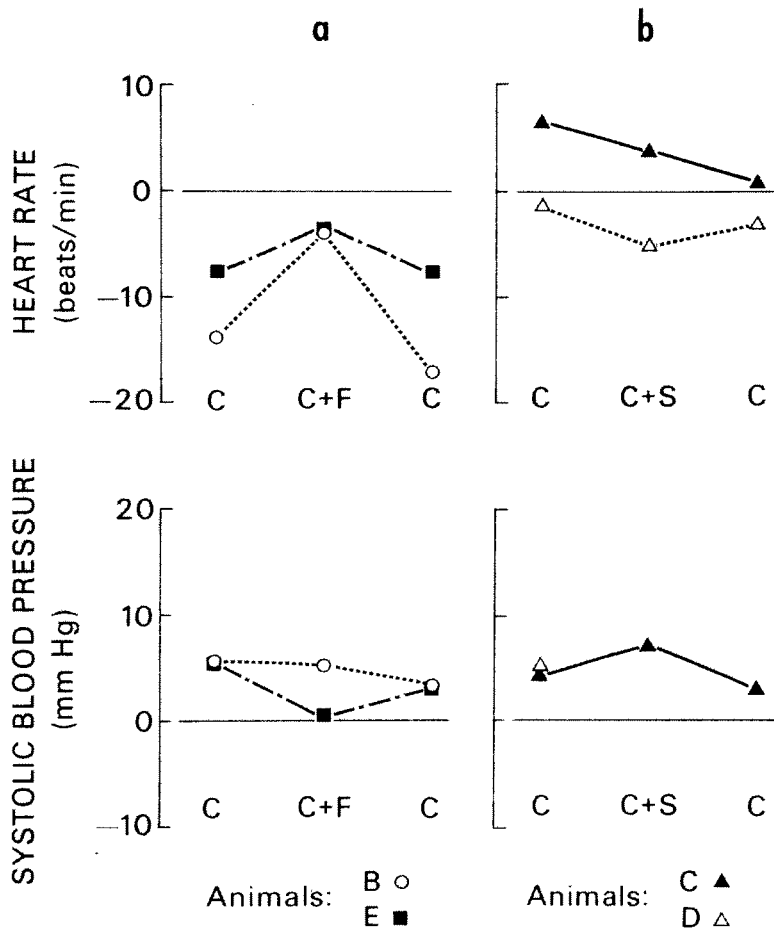 a b
HEART RATE
(beats/min)
10
0
−10
−20
C C+F C
C C+S C
SYSTOLIC BLOOD PRESSURE
(mm Hg)
20
10
0
−10
C C+F C
C C+S C
Animals: B
E
Animals: C
D